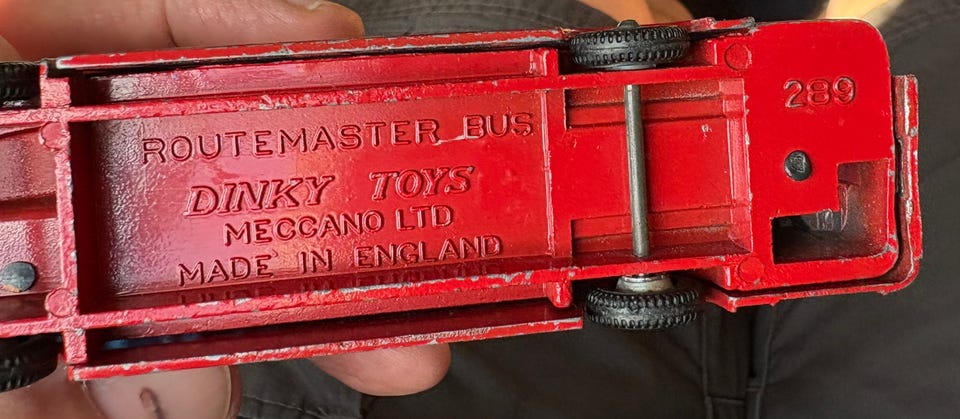 ROUTEMASTER BUS
DINKY TOYS
MECCANO LTD
MADE IN ENGLAND
289